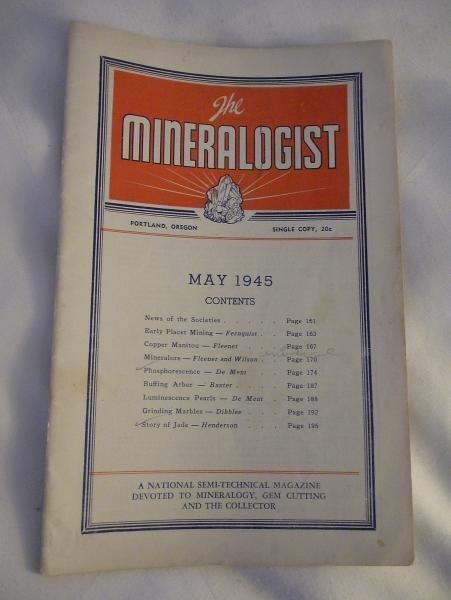 The
MINERALOGIST
PORTLAND, OREGON SINGLE COPY, 20c
MAY 1945
CONTENTS
News of the Societies . . . . . Page 161
Early Placer Mining — Fernquist . . Page 163
Copper Manitou — Fleener . . . Page 167
Mineralore — Fleener and Wilson . . Page 170
Phosphorescence — De Ment . . . Page 174
Buffing Arbor — Baxter . . . . Page 187
Luminescence Pearls — De Ment . . Page 188
Grinding Marbles — Dibblee . . . Page 192
Story of Jade — Henderson . . . Page 196
A NATIONAL SEMI-TECHNICAL MAGAZINE
DEVOTED TO MINERALOGY, GEM CUTTING
AND THE COLLECTOR